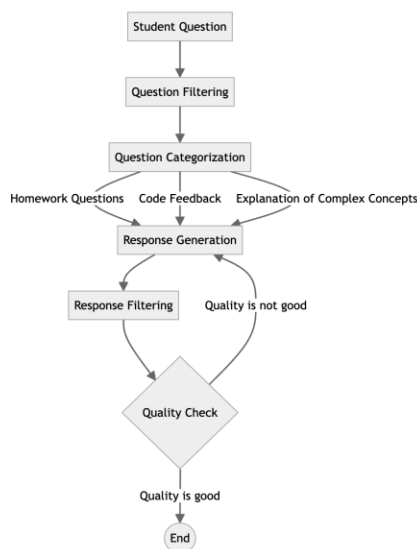 Student Question
Question Filtering
Question Categorization
Homework Questions
Code Feedback
Explanation of Complex Concepts
Response Generation
Response Filtering
Quality is not good
Quality Check
Quality is good
End